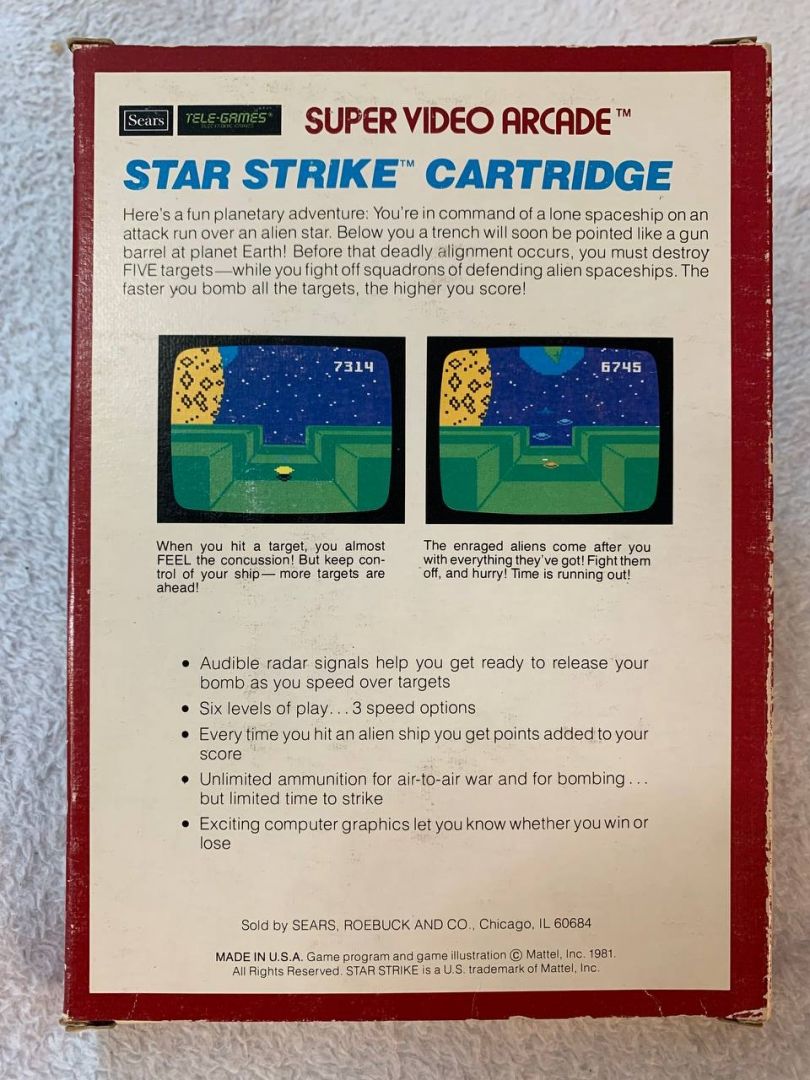 Sears TELE-GAMES® SUPER VIDEO ARCADE™
STAR STRIKE™ CARTRIDGE
Here's a fun planetary adventure: You're in command of a lone spaceship on an
attack run over an alien star. Below you a trench will soon be pointed like a gun
barrel at planet Earth! Before that deadly alignment occurs, you must destroy
FIVE targets—while you fight off squadrons of defending alien spaceships. The
faster you bomb all the targets, the higher you score!
7314
6745
When you hit a target, you almost
FEEL the concussion! But keep con-
trol of your ship— more targets are
ahead!
The enraged aliens come after you
with everything they've got! Fight them
off, and hurry! Time is running out!
• Audible radar signals help you get ready to release your
bomb as you speed over targets
• Six levels of play... 3 speed options
• Every time you hit an alien ship you get points added to your
score
• Unlimited ammunition for air-to-air war and for bombing...
but limited time to strike
• Exciting computer graphics let you know whether you win or
lose
Sold by SEARS, ROEBUCK AND CO., Chicago, IL 60684
MADE IN U.S.A. Game program and game illustration © Mattel, Inc. 1981.
All Rights Reserved. STAR STRIKE is a U.S. trademark of Mattel, Inc.